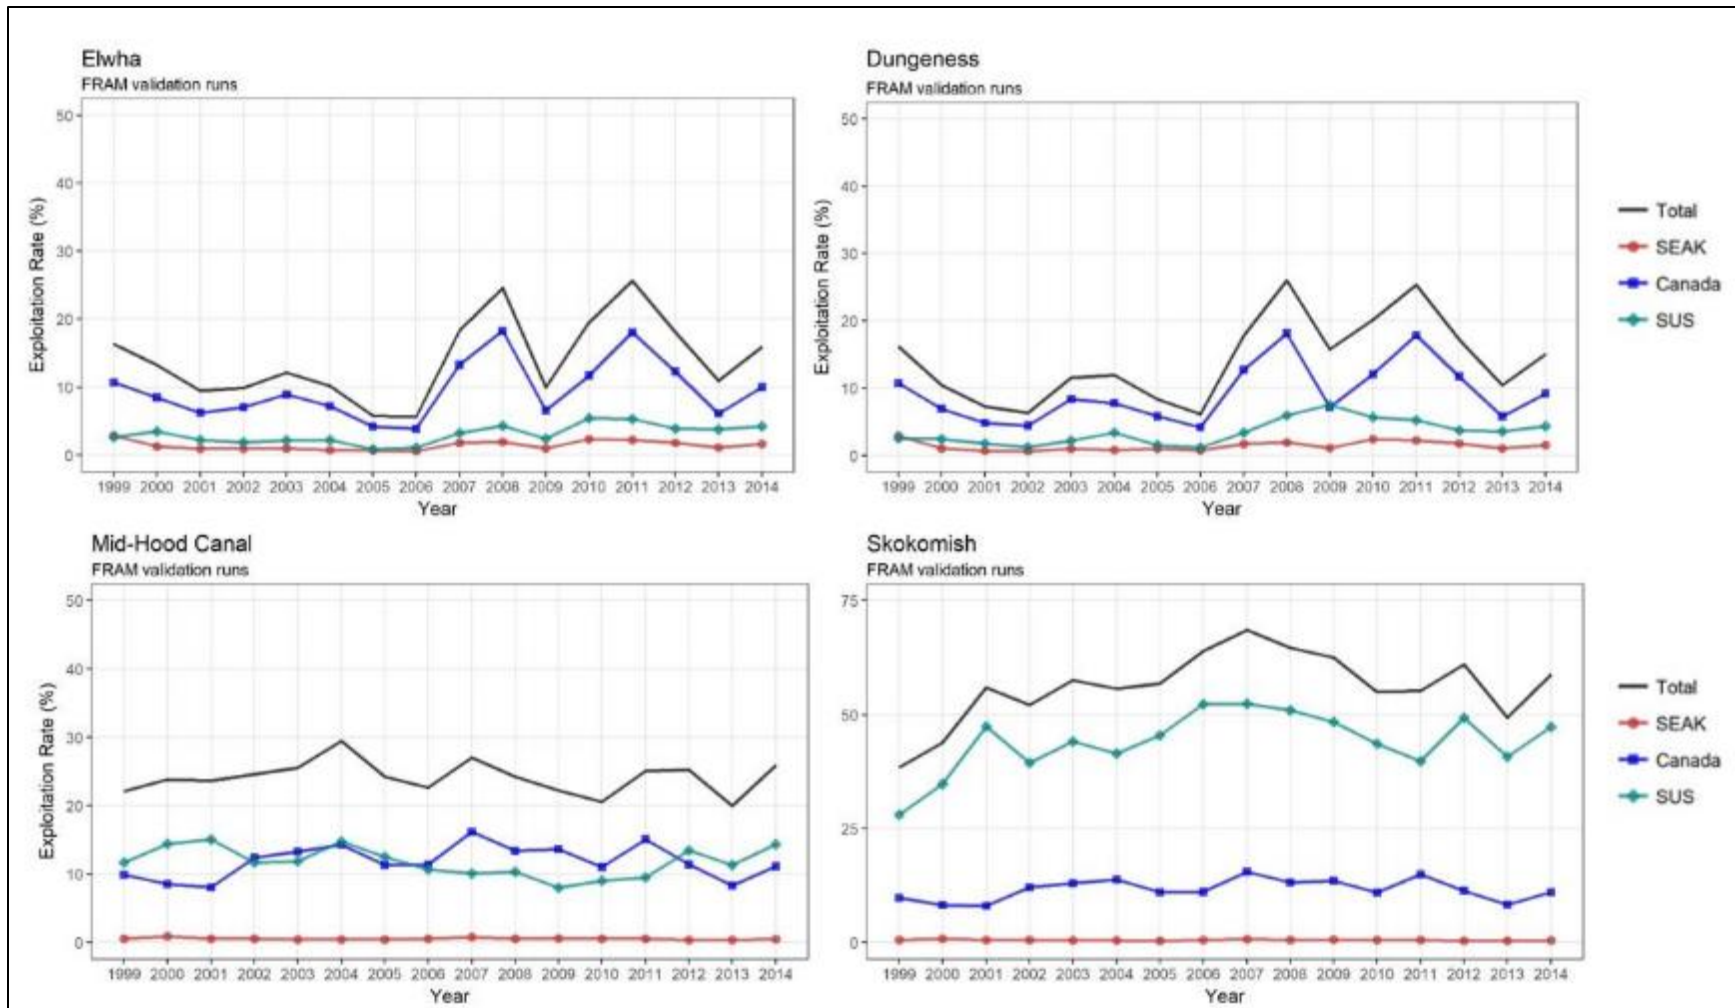 Elwha
FRAM validation runs
50
40
30
20
10
0
Exploitation Rate (%)
1999 2000 2001 2002 2003 2004 2005 2006 2007 2008 2009 2010 2011 2012 2013 2014
Year
Dungeness
FRAM validation runs
50
40
30
20
10
0
Exploitation Rate (%)
1999 2000 2001 2002 2003 2004 2005 2006 2007 2008 2009 2010 2011 2012 2013 2014
Year
Total
SEAK
Canada
SUS
Mid-Hood Canal
FRAM validation runs
50
40
30
20
10
0
Exploitation Rate (%)
1999 2000 2001 2002 2003 2004 2005 2006 2007 2008 2009 2010 2011 2012 2013 2014
Year
Skokomish
FRAM validation runs
75
50
25
0
1999 2000 2001 2002 2003 2004 2005 2006 2007 2008 2009 2010 2011 2012 2013 2014
Year
Total
SEAK
Canada
SUS